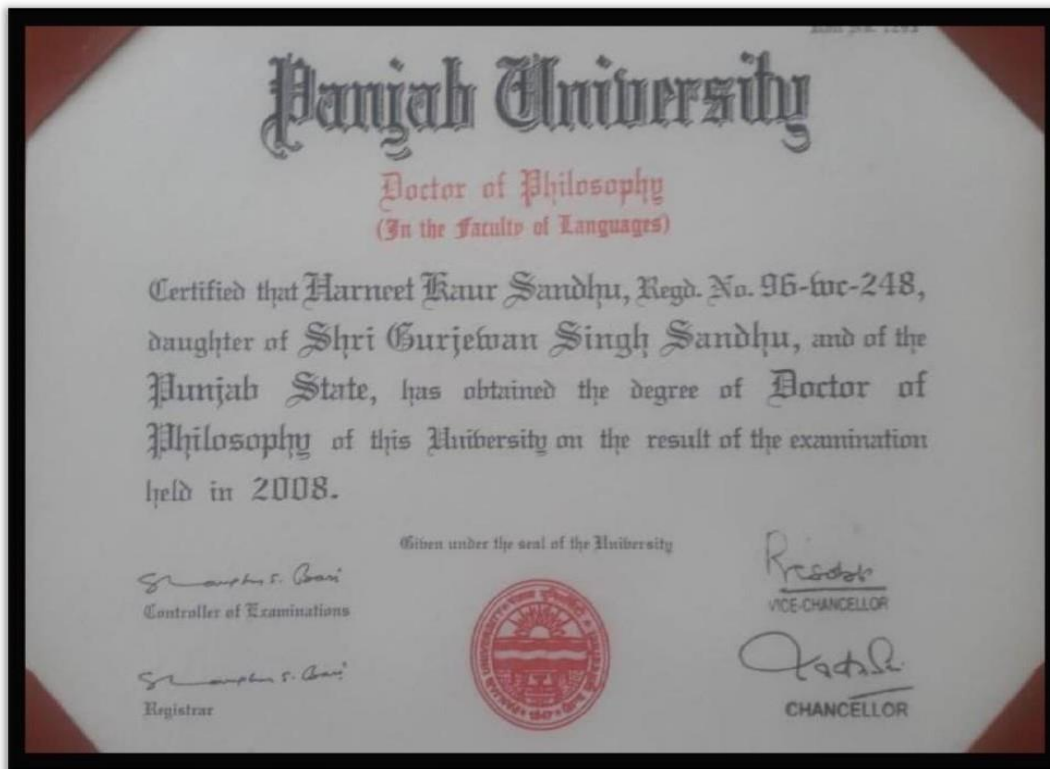 Panjab University
Doctor of Philosophy
(In the Faculty of Languages)
Certified that Harneet Kaur Sandhu, Regd. No. 96-wc-248,
daughter of Shri Gurjewan Singh Sandhu, and of the
Punjab State, has obtained the degree of Doctor of
Philosophy of this University on the result of the examination
held in 2008.
Given under the seal of the University
Controller of Examinations
VICE-CHANCELLOR
Registrar
CHANCELLOR